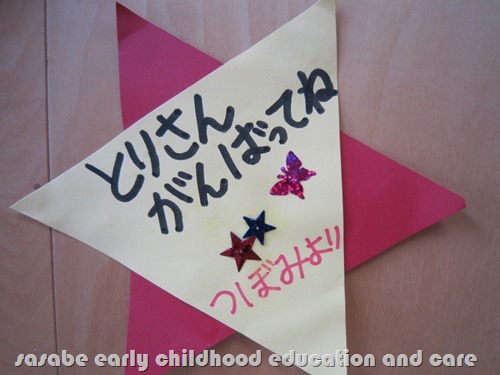 とりさん
がんばってね
つぼみより
sasabe early childhood education and care